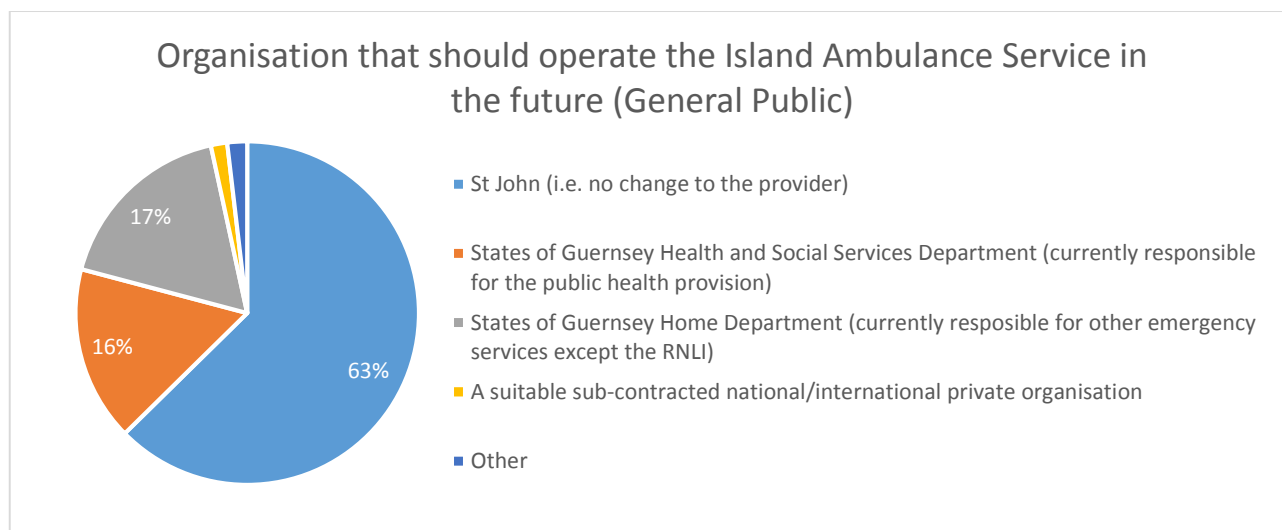 Organisation that should operate the Island Ambulance Service in
the future (General Public)
17%
16%
63%
St John (i.e. no change to the provider)
States of Guernsey Health and Social Services Department (currently responsible
for the public health provision)
States of Guernsey Home Department (currently resposible for other emergency
services except the RNLI)
A suitable sub-contracted national/international private organisation
Other